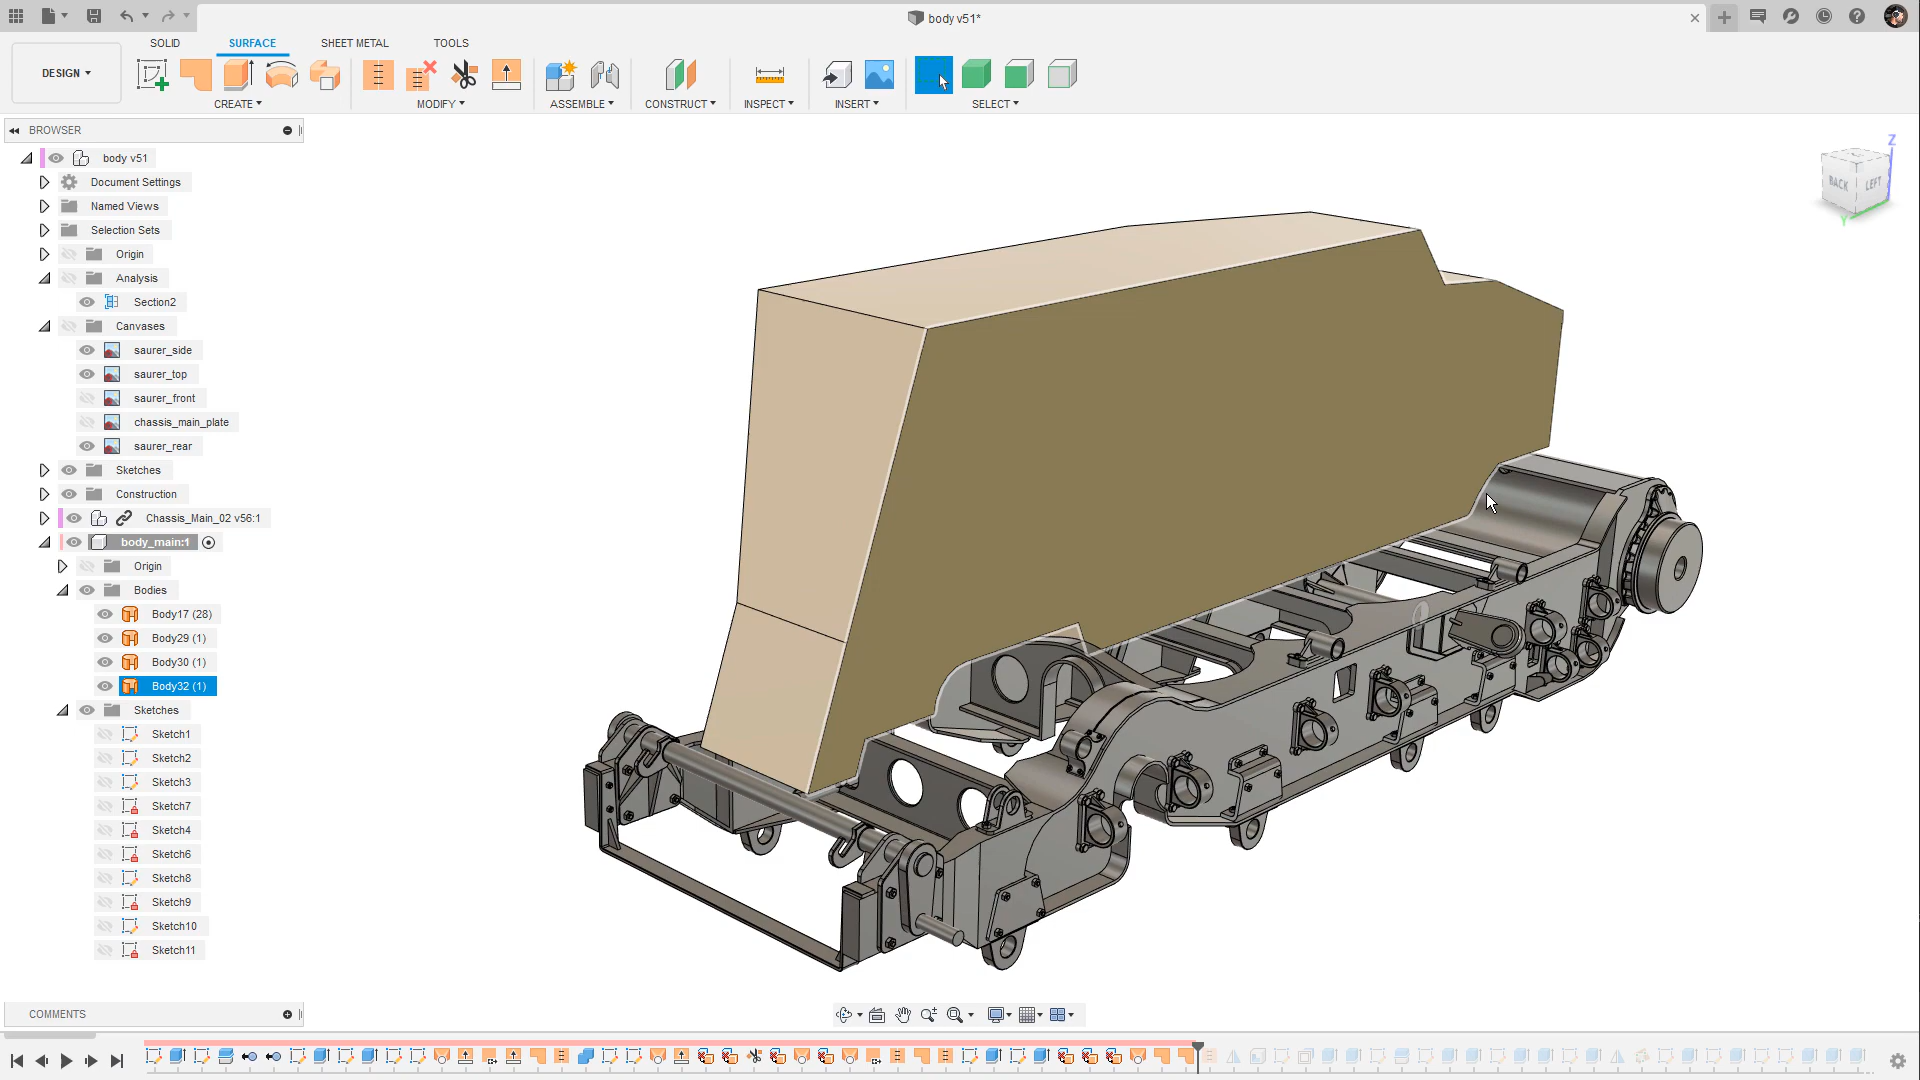 body v51*
SOLID
SURFACE
SHEET METAL
TOOLS
DESIGN
CREATE
MODIFY
ASSEMBLE
CONSTRUCT
INSPECT
INSERT
SELECT
BROWSER
body v51
Document Settings
Named Views
Selection Sets
Origin
Analysis
Section2
Canvases
saurer_side
saurer_top
saurer_front
chassis_main_plate
saurer_rear
Sketches
Construction
Chassis_Main_02 v56:1
body_main:1
Origin
Bodies
Body17 (28)
Body29 (1)
Body30 (1)
Body32 (1)
Sketches
Sketch1
Sketch2
Sketch3
Sketch7
Sketch4
Sketch6
Sketch8
Sketch9
Sketch10
Sketch11
COMMENTS
Z
BACK
LEFT
Y